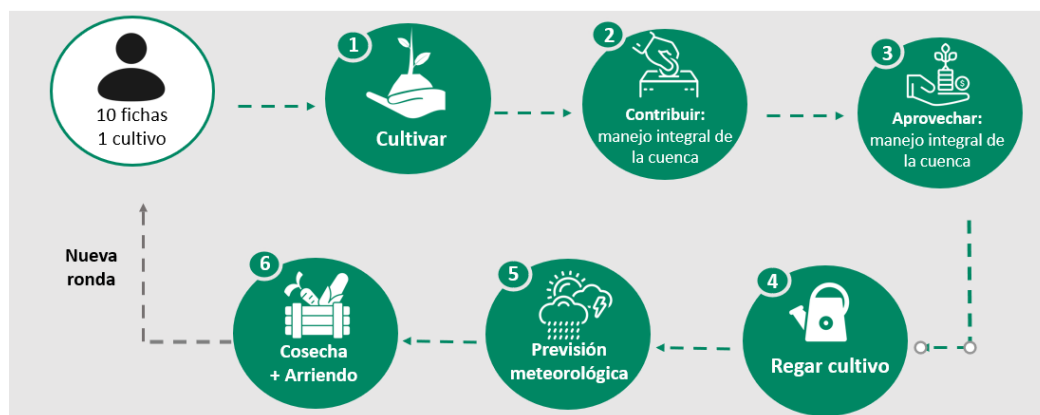 10 fichas
1 cultivo
1
Cultivar
2
Contribuir:
manejo integral de
la cuenca
3
Aprovechar:
manejo integral de
la cuenca
$
Nueva
ronda
6
Cosecha
+ Arriendo
5
Previsión
meteorológica
4
Regar cultivo